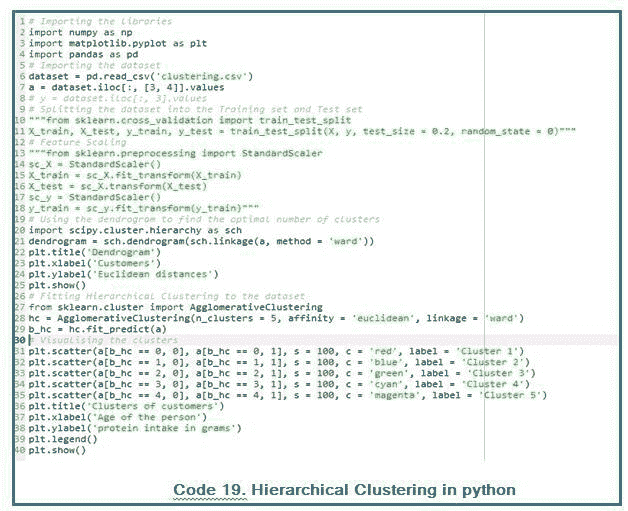 1 # Importing the Libraries
2 import numpy as np
3 import matplotlib.pyplot as plt
4 import pandas as pd
5 # Importing the dataset
6 dataset = pd.read_csv('clustering.csv')
7 a = dataset.iloc[:, [3, 4]].values
8 # y = dataset.iloc[:, 3].values
9 # Splitting the dataset into the Training set and Test set
10 """from sklearn.cross_validation import train_test_split
11 X_train, X_test, y_train, y_test = train_test_split(X, y, test_size = 0.2, random_state = 0)"""
12 # Feature Scaling
13 """from sklearn.preprocessing import StandardScaler
14 sc_X = StandardScaler()
15 X_train = sc_X.fit_transform(X_train)
16 X_test = sc_X.transform(X_test)
17 sc_y = StandardScaler()
18 y_train = sc_y.fit_transform(y_train)"""
19 # Using the dendrogram to find the optimal number of clusters
20 import scipy.cluster.hierarchy as sch
21 dendrogram = sch.dendrogram(sch.linkage(a, method = 'ward'))
22 plt.title('Dendrogram')
23 plt.xlabel('Customers')
24 plt.ylabel('Euclidean distances')
25 plt.show()
26 # Fitting Hierarchical Clustering to the dataset
27 from sklearn.cluster import AgglomerativeClustering
28 hc = AgglomerativeClustering(n_clusters = 5, affinity = 'euclidean', linkage = 'ward')
29 b_hc = hc.fit_predict(a)
30 # Visualising the clusters
31 plt.scatter(a[b_hc == 0, 0], a[b_hc == 0, 1], s = 100, c = 'red', label = 'Cluster 1')
32 plt.scatter(a[b_hc == 1, 0], a[b_hc == 1, 1], s = 100, c = 'blue', label = 'Cluster 2')
33 plt.scatter(a[b_hc == 2, 0], a[b_hc == 2, 1], s = 100, c = 'green', label = 'Cluster 3')
34 plt.scatter(a[b_hc == 3, 0], a[b_hc == 3, 1], s = 100, c = 'cyan', label = 'Cluster 4')
35 plt.scatter(a[b_hc == 4, 0], a[b_hc == 4, 1], s = 100, c = 'magenta', label = 'Cluster 5')
36 plt.title('Clusters of customers')
37 plt.xlabel('Age of the person')
38 plt.ylabel('protein intake in grams')
39 plt.legend()
40 plt.show()
Code 19. Hierarchical Clustering in python